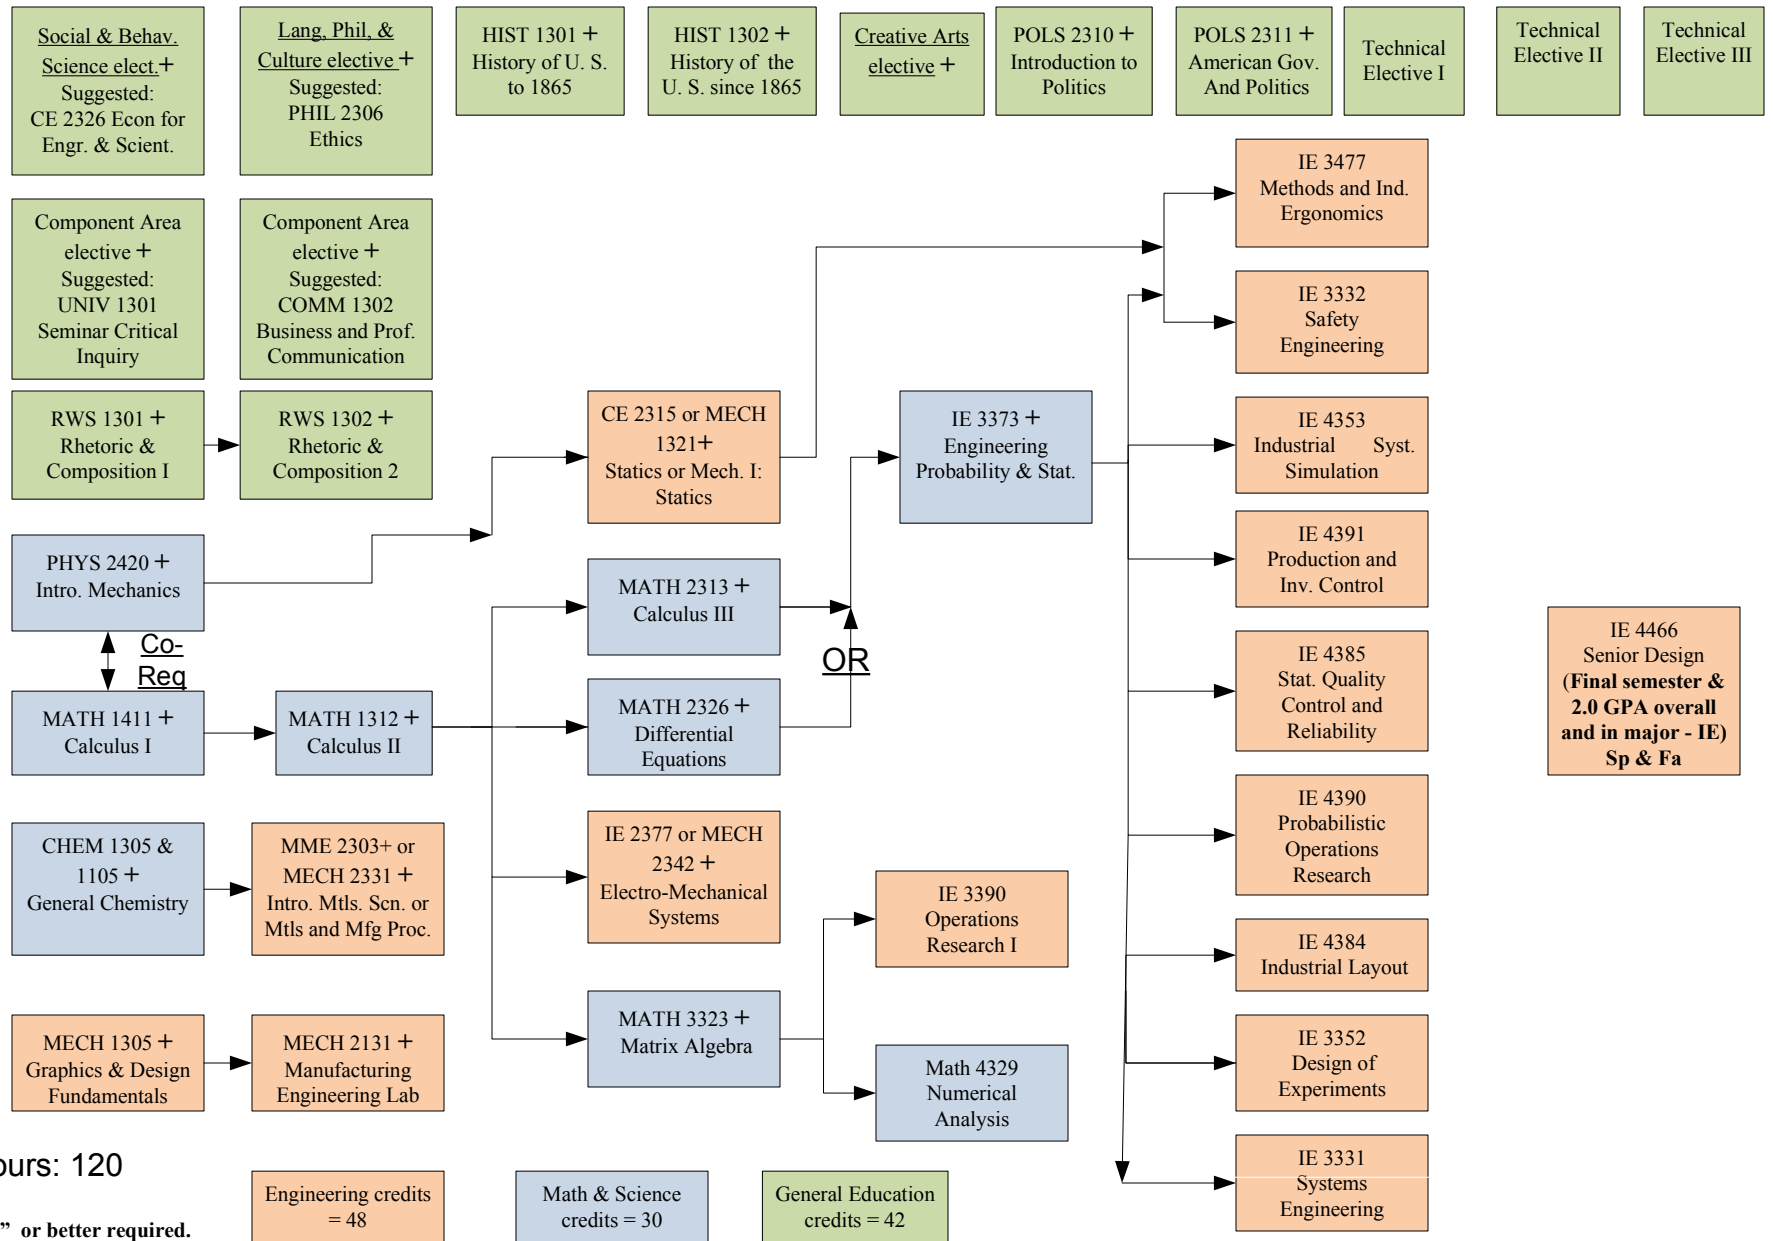 Social & Behav.
Science elect.+
Suggested:
CE 2326 Econ for
Engr. & Scient.
Lang, Phil, &
Culture elective +
Suggested:
PHIL 2306
Ethics
HIST 1301 +
History of U. S.
to 1865
HIST 1302 +
History of the
U. S. since 1865
Creative Arts
elective +
POLS 2310 +
Introduction to
Politics
POLS 2311 +
American Gov.
And Politics
Technical
Elective I
Technical
Elective II
Technical
Elective III
Component Area
elective +
Suggested:
UNIV 1301
Seminar Critical
Inquiry
Component Area
elective +
Suggested:
COMM 1302
Business and Prof.
Communication
RWS 1301 +
Rhetoric &
Composition I
RWS 1302 +
Rhetoric &
Composition 2
PHYS 2420 +
Intro. Mechanics
Co-
Req
MATH 1411 +
Calculus I
MATH 1312 +
Calculus II
CHEM 1305 &
1105 +
General Chemistry
MME 2303+ or
MECH 2331 +
Intro. Mtls. Scn. or
Mtls and Mfg Proc.
MECH 1305 +
Graphics & Design
Fundamentals
MECH 2131 +
Manufacturing
Engineering Lab
CE 2315 or MECH
1321+
Statics or Mech. I:
Statics
MATH 2313 +
Calculus III
OR
MATH 2326 +
Differential
Equations
IE 2377 or MECH
2342 +
Electro-Mechanical
Systems
MATH 3323 +
Matrix Algebra
IE 3373 +
Engineering
Probability & Stat.
IE 3390
Operations
Research I
Math 4329
Numerical
Analysis
IE 3477
Methods and Ind.
Ergonomics
IE 3332
Safety
Engineering
IE 4353
Industrial Syst.
Simulation
IE 4391
Production and
Inv. Control
IE 4385
Stat. Quality
Control and
Reliability
IE 4390
Probabilistic
Operations
Research
IE 4384
Industrial Layout
IE 3352
Design of
Experiments
IE 3331
Systems
Engineering
IE 4466
Senior Design
(Final semester &
2.0 GPA overall
and in major - IE)
Sp & Fa
ours: 120
” or better required.
Engineering credits
= 48
Math & Science
credits = 30
General Education
credits = 42